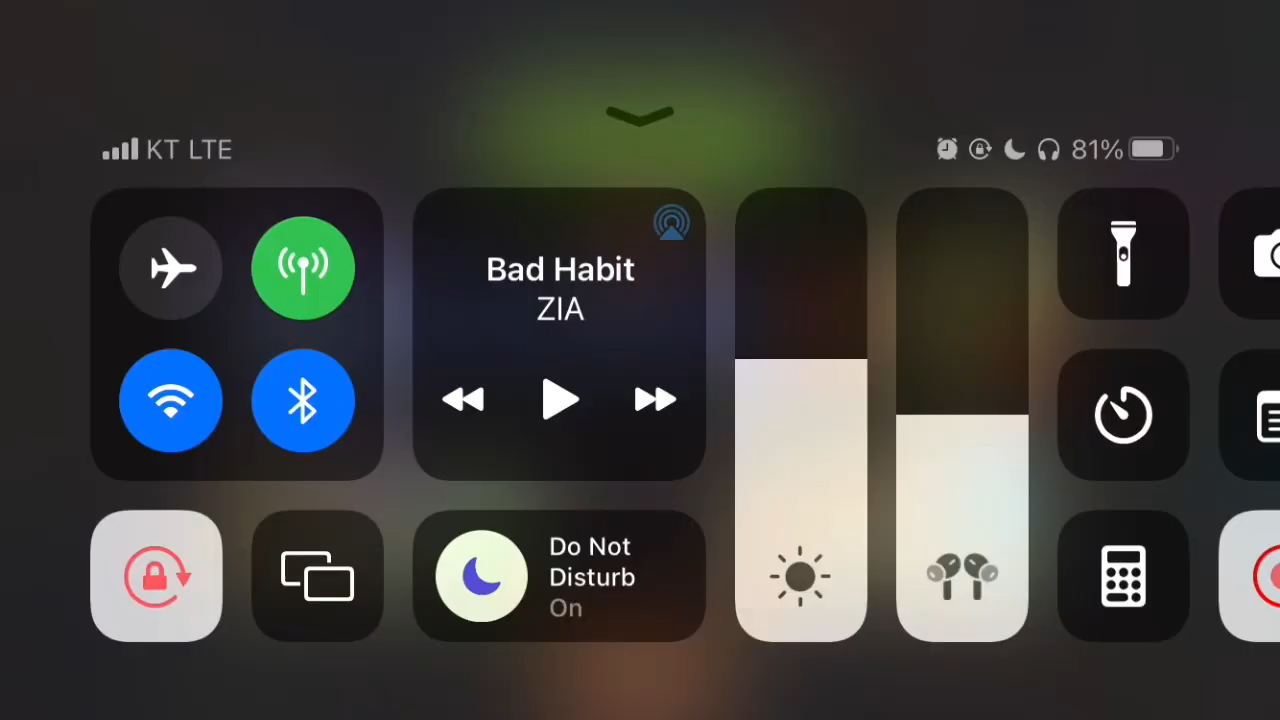 KT LTE
81%
Bad Habit
ZIA
Do Not
Disturb
On